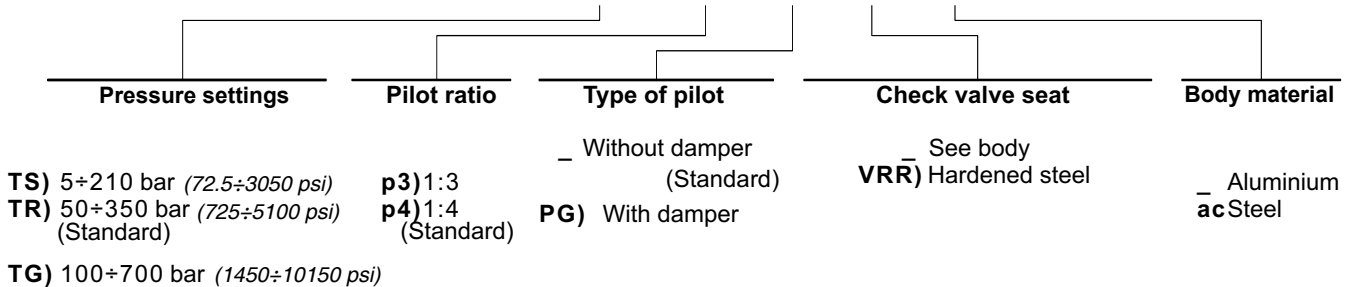 Pressure settings
Pilot ratio
Type of pilot
Check valve seat
Body material
TS) 5÷210 bar (72.5÷3050 psi)
TR) 50÷350 bar (725÷5100 psi)
(Standard)
TG) 100÷700 bar (1450÷10150 psi)
p3)1:3
p4)1:4
(Standard)
_ Without damper
(Standard)
PG) With damper
_ See body
VRR) Hardened steel
_ Aluminium
ac Steel